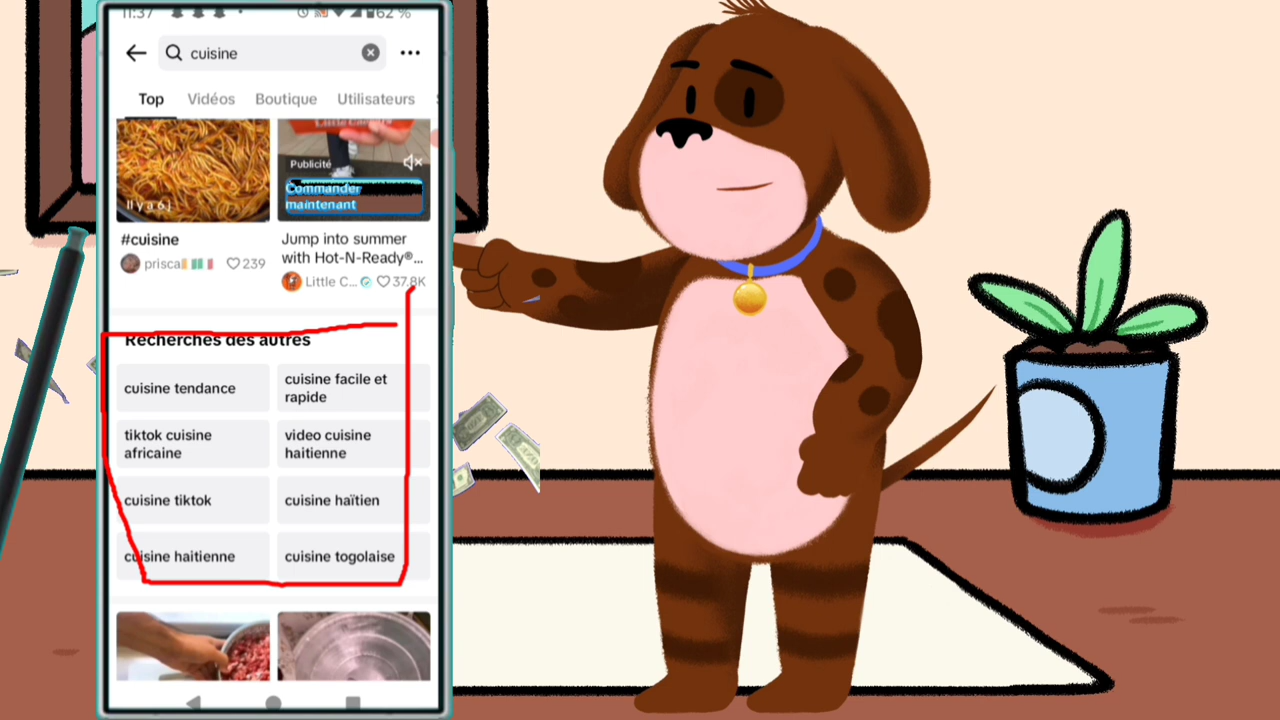 11:37
62 %
cuisine
Top Vidéos Boutique Utilisateurs
Il y a 6 j
Publicité
Commander
maintenant
#cuisine
prisca
239
Jump into summer
with Hot-N-Ready®...
Little C...
37.8K
Recherches des autres
cuisine tendance
cuisine facile et
rapide
tiktok cuisine
africaine
video cuisine
haitienne
cuisine tiktok
cuisine haïtien
cuisine haitienne
cuisine togolaise